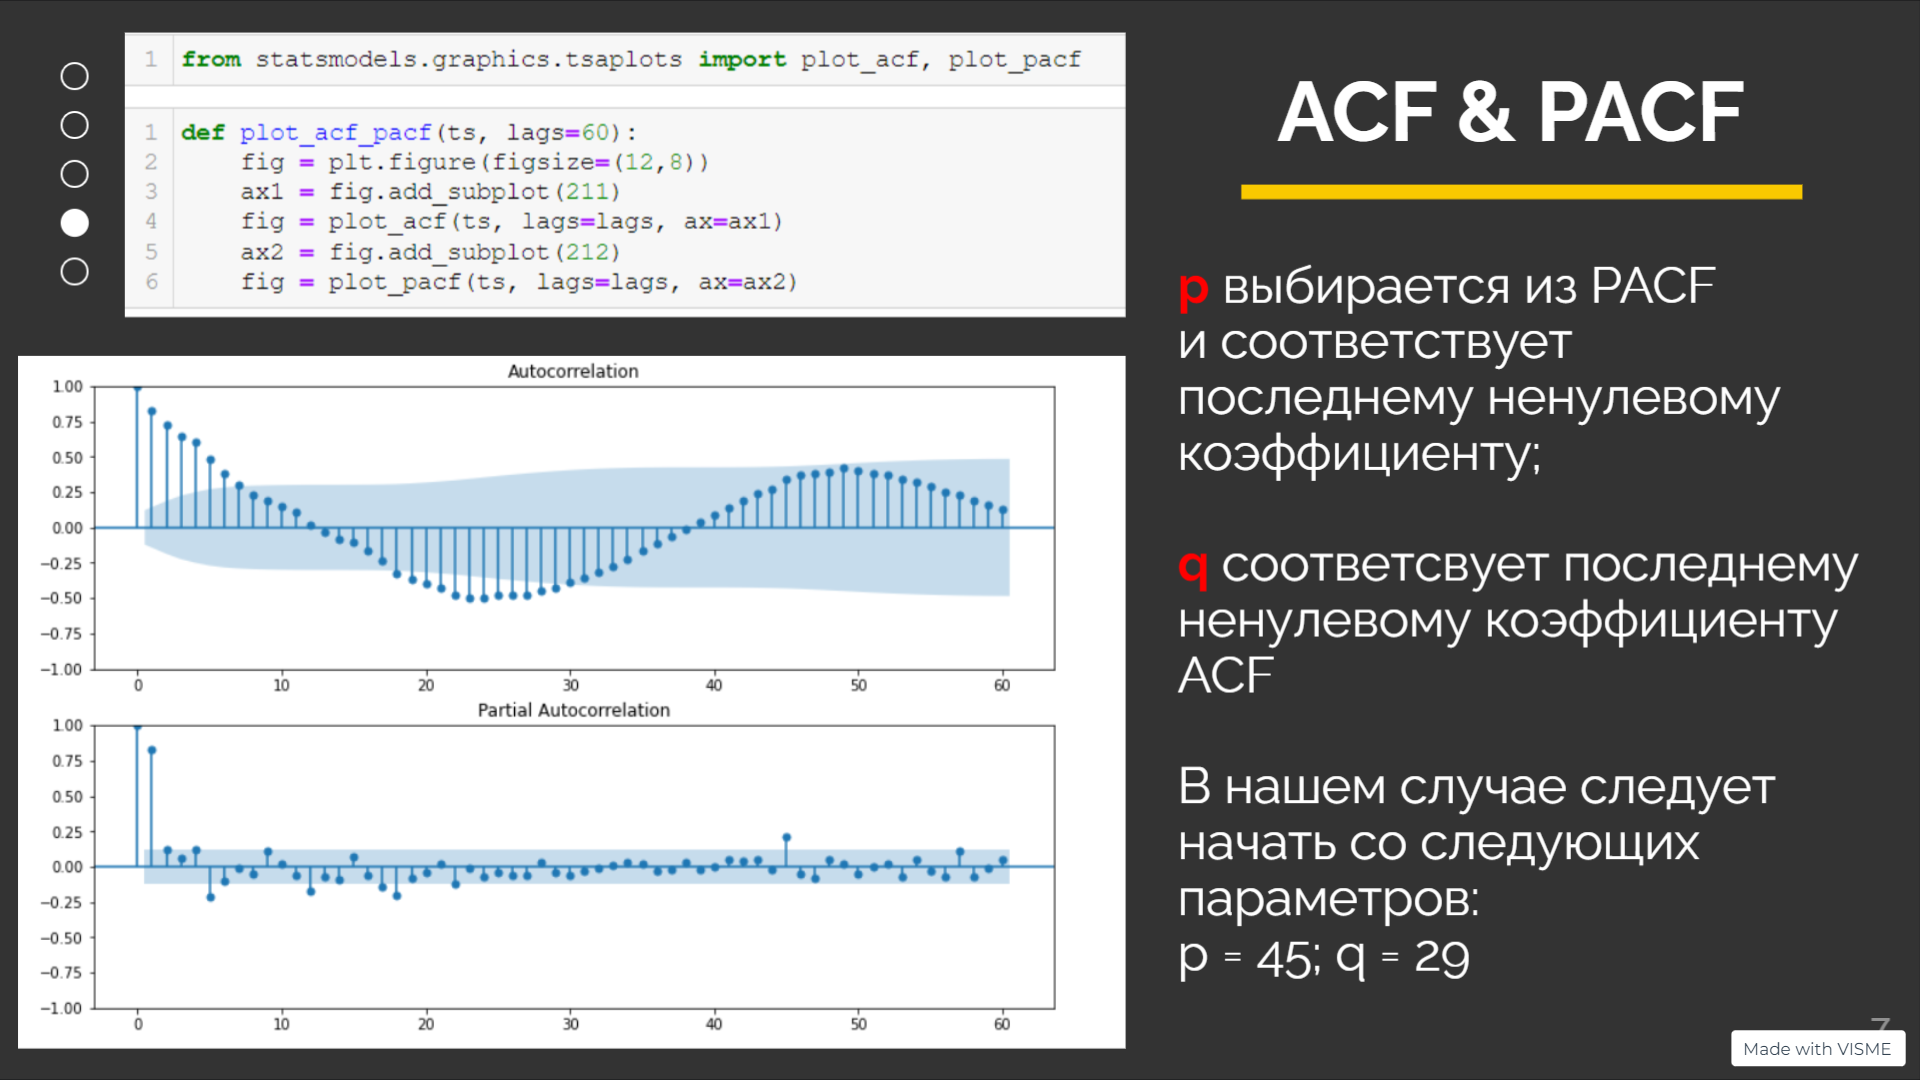 1 from statsmodels.graphics.tsaplots import plot_acf, plot_pacf
1 def plot_acf_pacf(ts, lags=60):
2     fig = plt.figure(figsize=(12,8))
3     ax1 = fig.add_subplot(211)
4     fig = plot_acf(ts, lags=lags, ax=ax1)
5     ax2 = fig.add_subplot(212)
6     fig = plot_pacf(ts, lags=lags, ax=ax2)
Autocorrelation
1.00
0.75
0.50
0.25
0.00
−0.25
−0.50
−0.75
−1.00
0 10 20 30 40 50 60
Partial Autocorrelation
1.00
0.75
0.50
0.25
0.00
−0.25
−0.50
−0.75
−1.00
0 10 20 30 40 50 60
ACF & PACF
p выбирается из PACF
и соответствует
последнему ненулевому
коэффициенту;
q соответсвует последнему
ненулевому коэффициенту
ACF
В нашем случае следует
начать со следующих
параметров:
p = 45; q = 29
7
Made with VISME